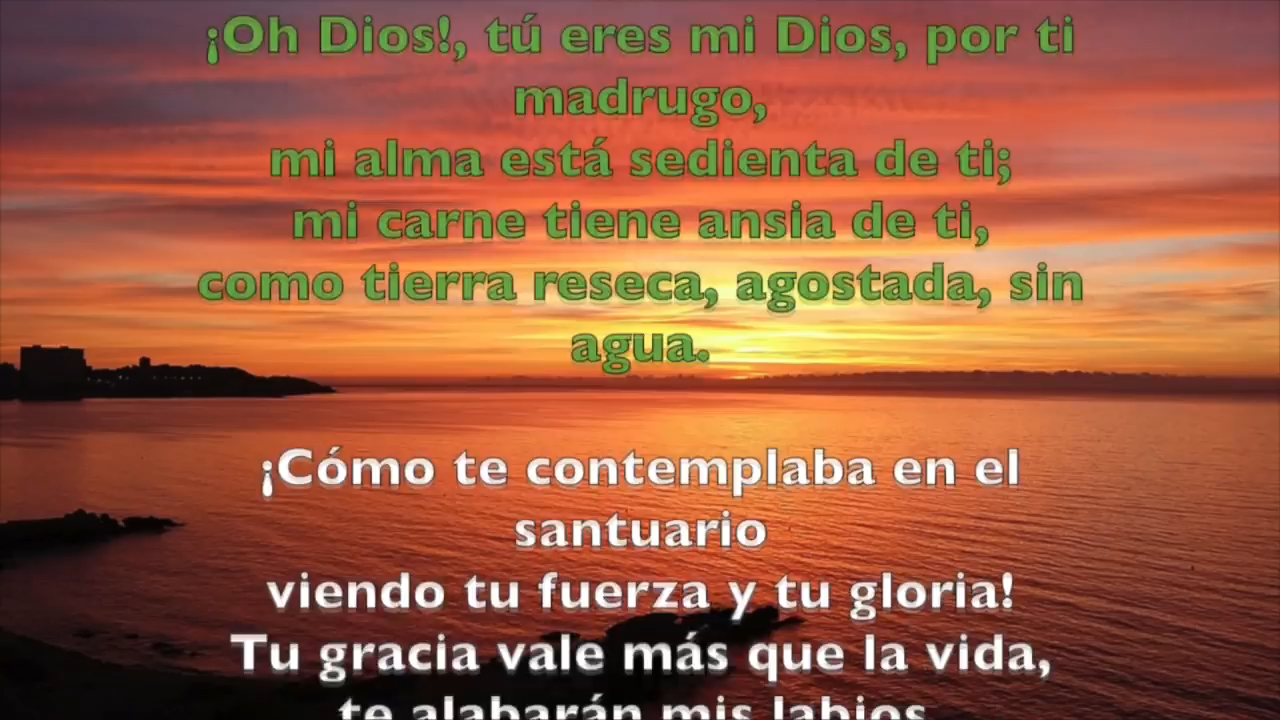 ¡Oh Dios!, tú eres mi Dios, por ti
madrugo,
mi alma está sedienta de ti;
mi carne tiene ansia de ti,
como tierra reseca, agostada, sin
agua.
¡Cómo te contemplaba en el
santuario
viendo tu fuerza y tu gloria!
Tu gracia vale más que la vida,
te alabarán mis labios